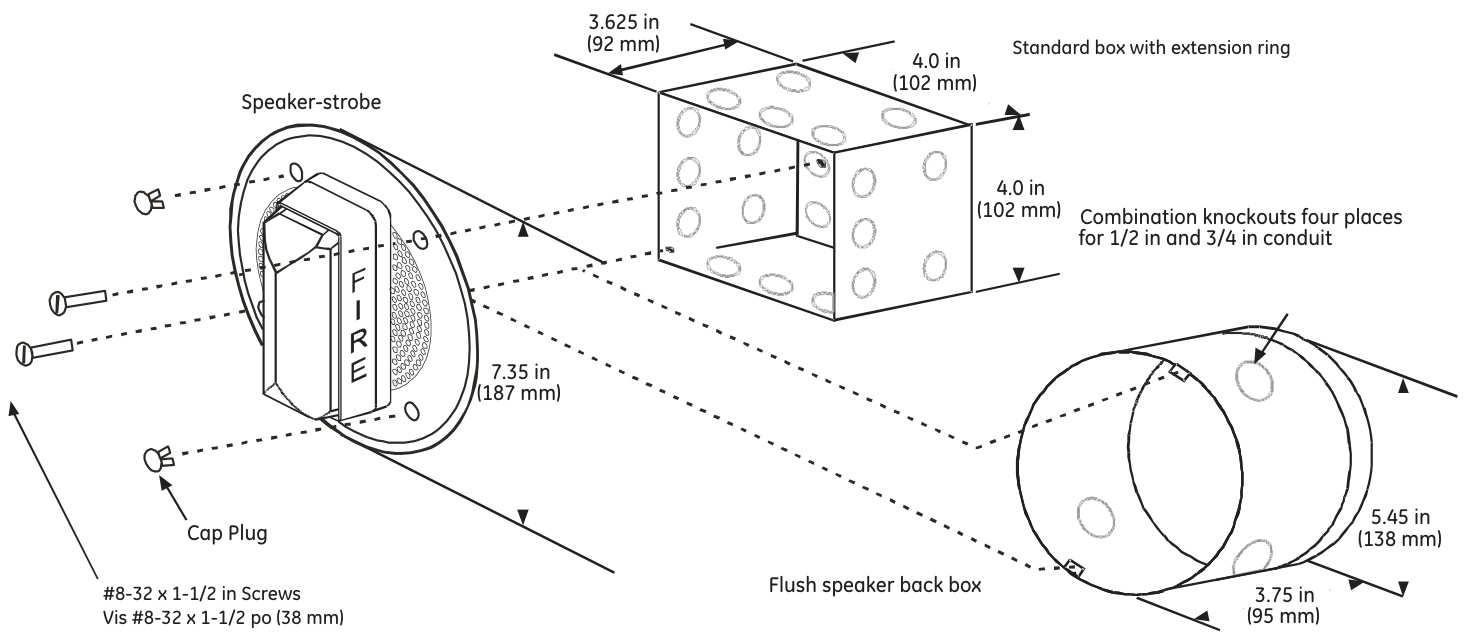 3.625 in
(92 mm)
Standard box with extension ring
4.0 in
(102 mm)
Speaker-strobe
4.0 in
(102 mm)
Combination knockouts four places
for 1/2 in and 3/4 in conduit
FIRE
7.35 in
(187 mm)
5.45 in
(138 mm)
Cap Plug
Flush speaker back box
3.75 in
(95 mm)
#8-32 x 1-1/2 in Screws
Vis #8-32 x 1-1/2 po (38 mm)